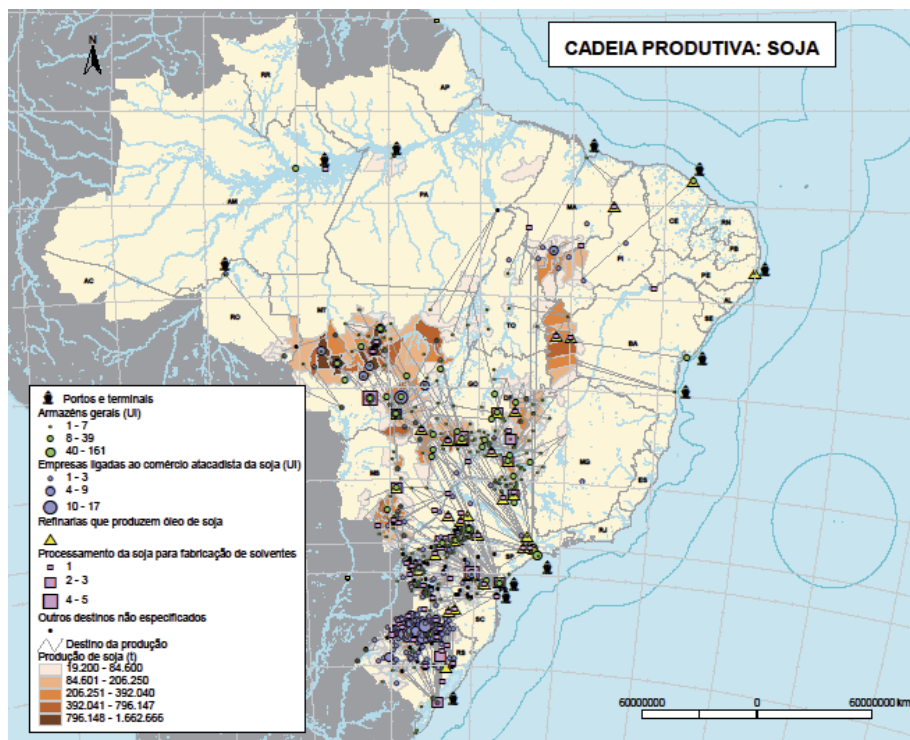 CADEIA PRODUTIVA: SOJA
N
RR
AP
AM
PA
MA
CE
RN
PB
PI
PE
AL
SE
AC
RO
MT
TO
BA
GO
DF
MG
ES
MS
SP
RJ
SC
RS
Portos e terminais
Armazéns gerais (UI)
1 - 7
8 - 39
40 - 161
Empresas ligadas ao comércio atacadista da soja (UI)
1 - 3
4 - 9
10 - 17
Refinarias que produzem óleo de soja
Processamento da soja para fabricação de solventes
1
2 - 3
4 - 5
Outros destinos não especificados
Destino da produção
Produção de soja (t)
19.200 - 84.600
84.601 - 206.250
206.251 - 392.040
392.041 - 796.147
796.148 - 1.662.666
60000000 0 60000000 km